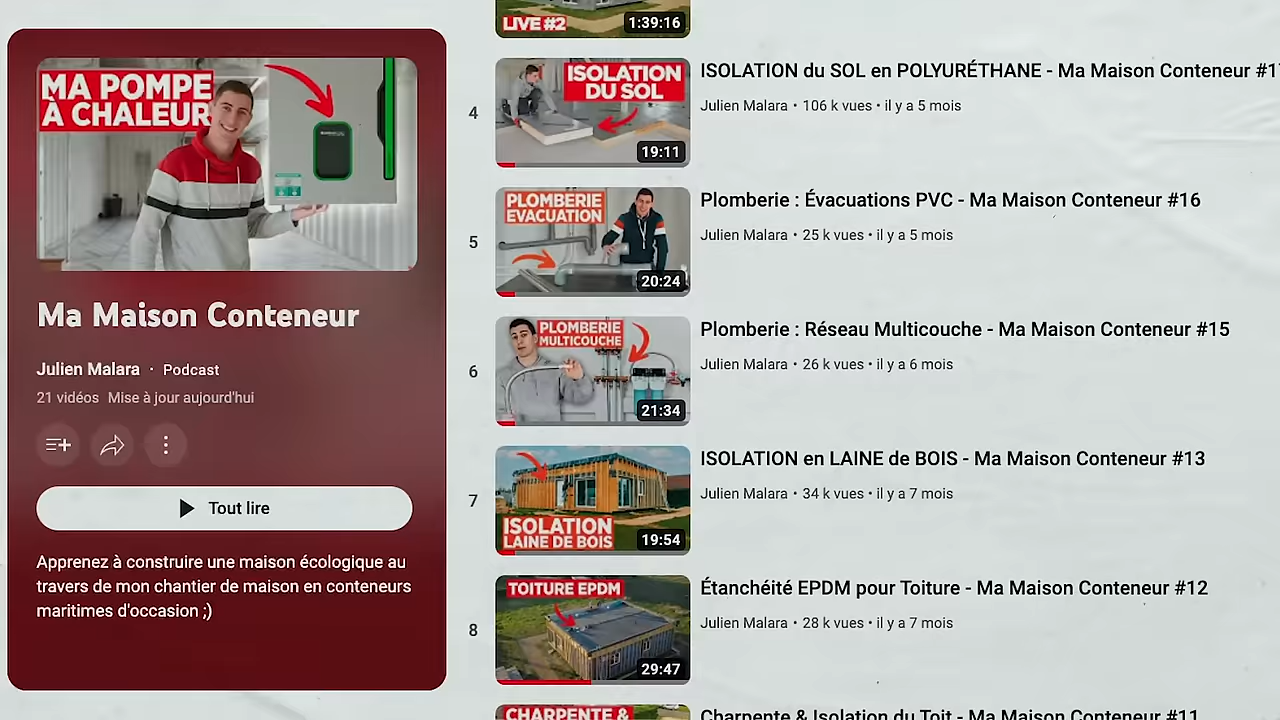 MA POMPE
À CHALEUR
Ma Maison Conteneur
Julien Malara · Podcast
21 vidéos Mise à jour aujourd'hui
Tout lire
Apprenez à construire une maison écologique au
travers de mon chantier de maison en conteneurs
maritimes d'occasion ;)
LIVE #2
1:39:16
4
ISOLATION
DU SOL
19:11
ISOLATION du SOL en POLYURÉTHANE - Ma Maison Conteneur #17
Julien Malara • 106 k vues • il y a 5 mois
5
PLOMBERIE
EVACUATION
20:24
Plomberie : Évacuations PVC - Ma Maison Conteneur #16
Julien Malara • 25 k vues • il y a 5 mois
6
PLOMBERIE
MULTICOUCHE
21:34
Plomberie : Réseau Multicouche - Ma Maison Conteneur #15
Julien Malara • 26 k vues • il y a 6 mois
7
ISOLATION
LAINE DE BOIS
19:54
ISOLATION en LAINE de BOIS - Ma Maison Conteneur #13
Julien Malara • 34 k vues • il y a 7 mois
8
TOITURE EPDM
29:47
Étanchéité EPDM pour Toiture - Ma Maison Conteneur #12
Julien Malara • 28 k vues • il y a 7 mois
CHARPENTE &
Charpente & Isolation du Toit - Ma Maison Conteneur #11